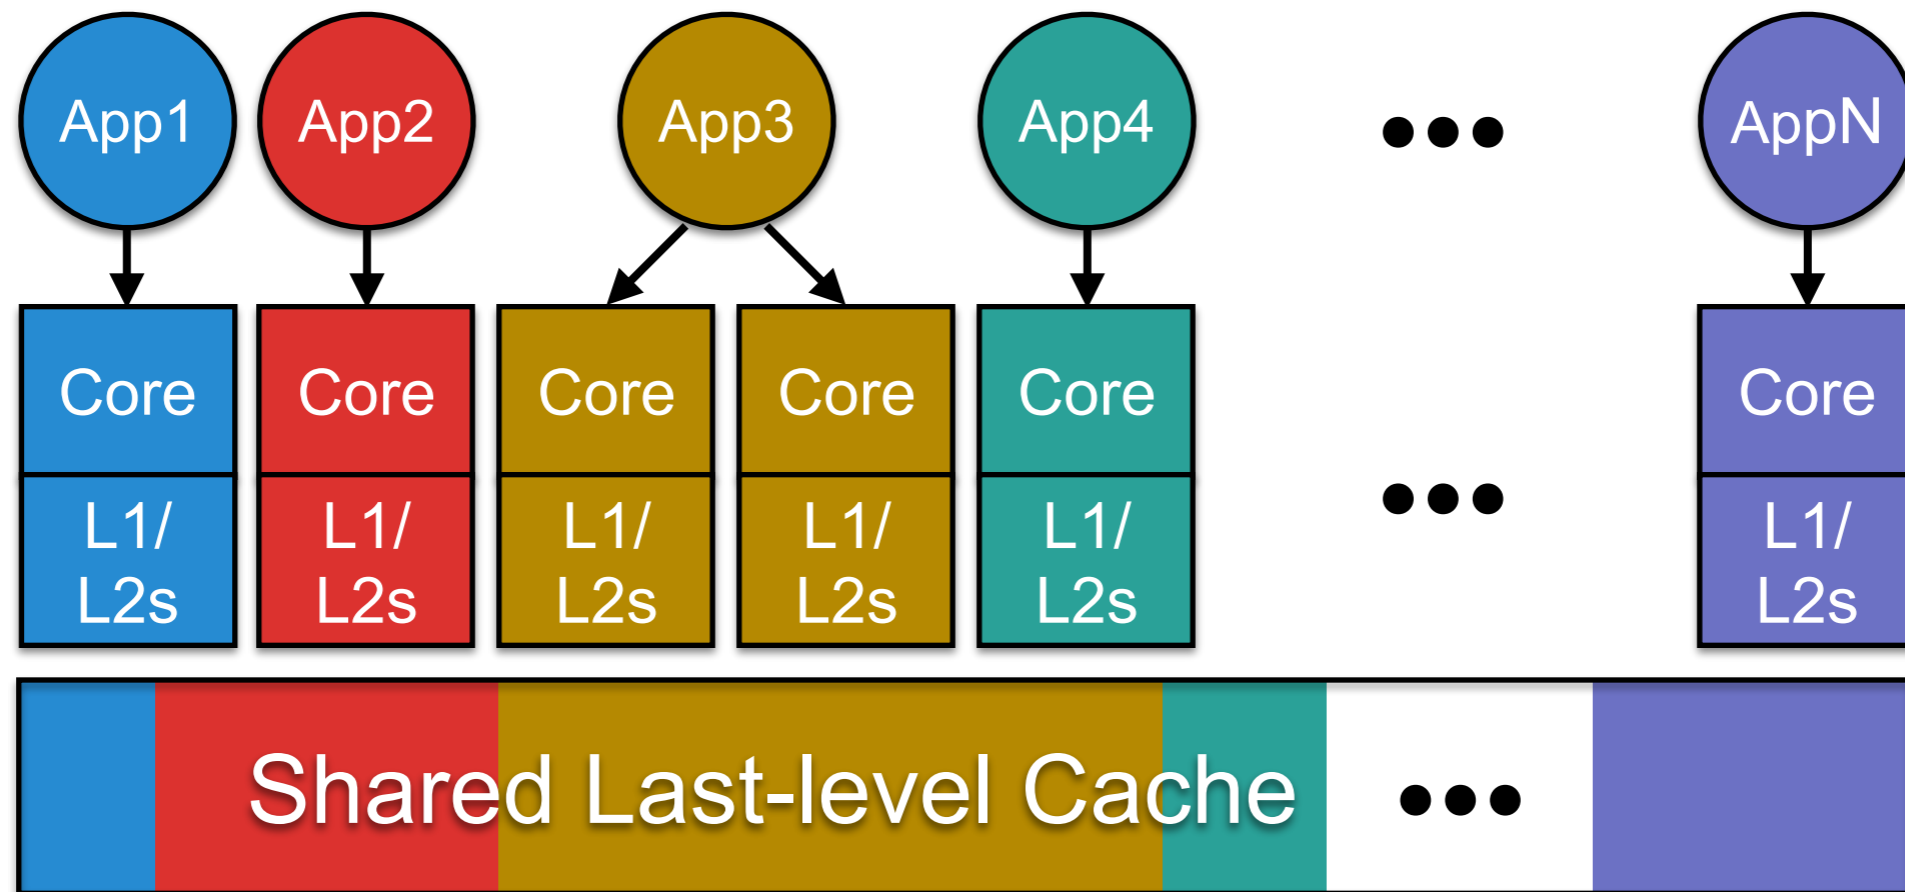 App1 App2 App3 App4 ••• AppN
Core Core Core Core Core Core
L1/ L1/ L1/ L1/ L1/ ••• L1/
L2s L2s L2s L2s L2s L2s
Shared Last-level Cache •••